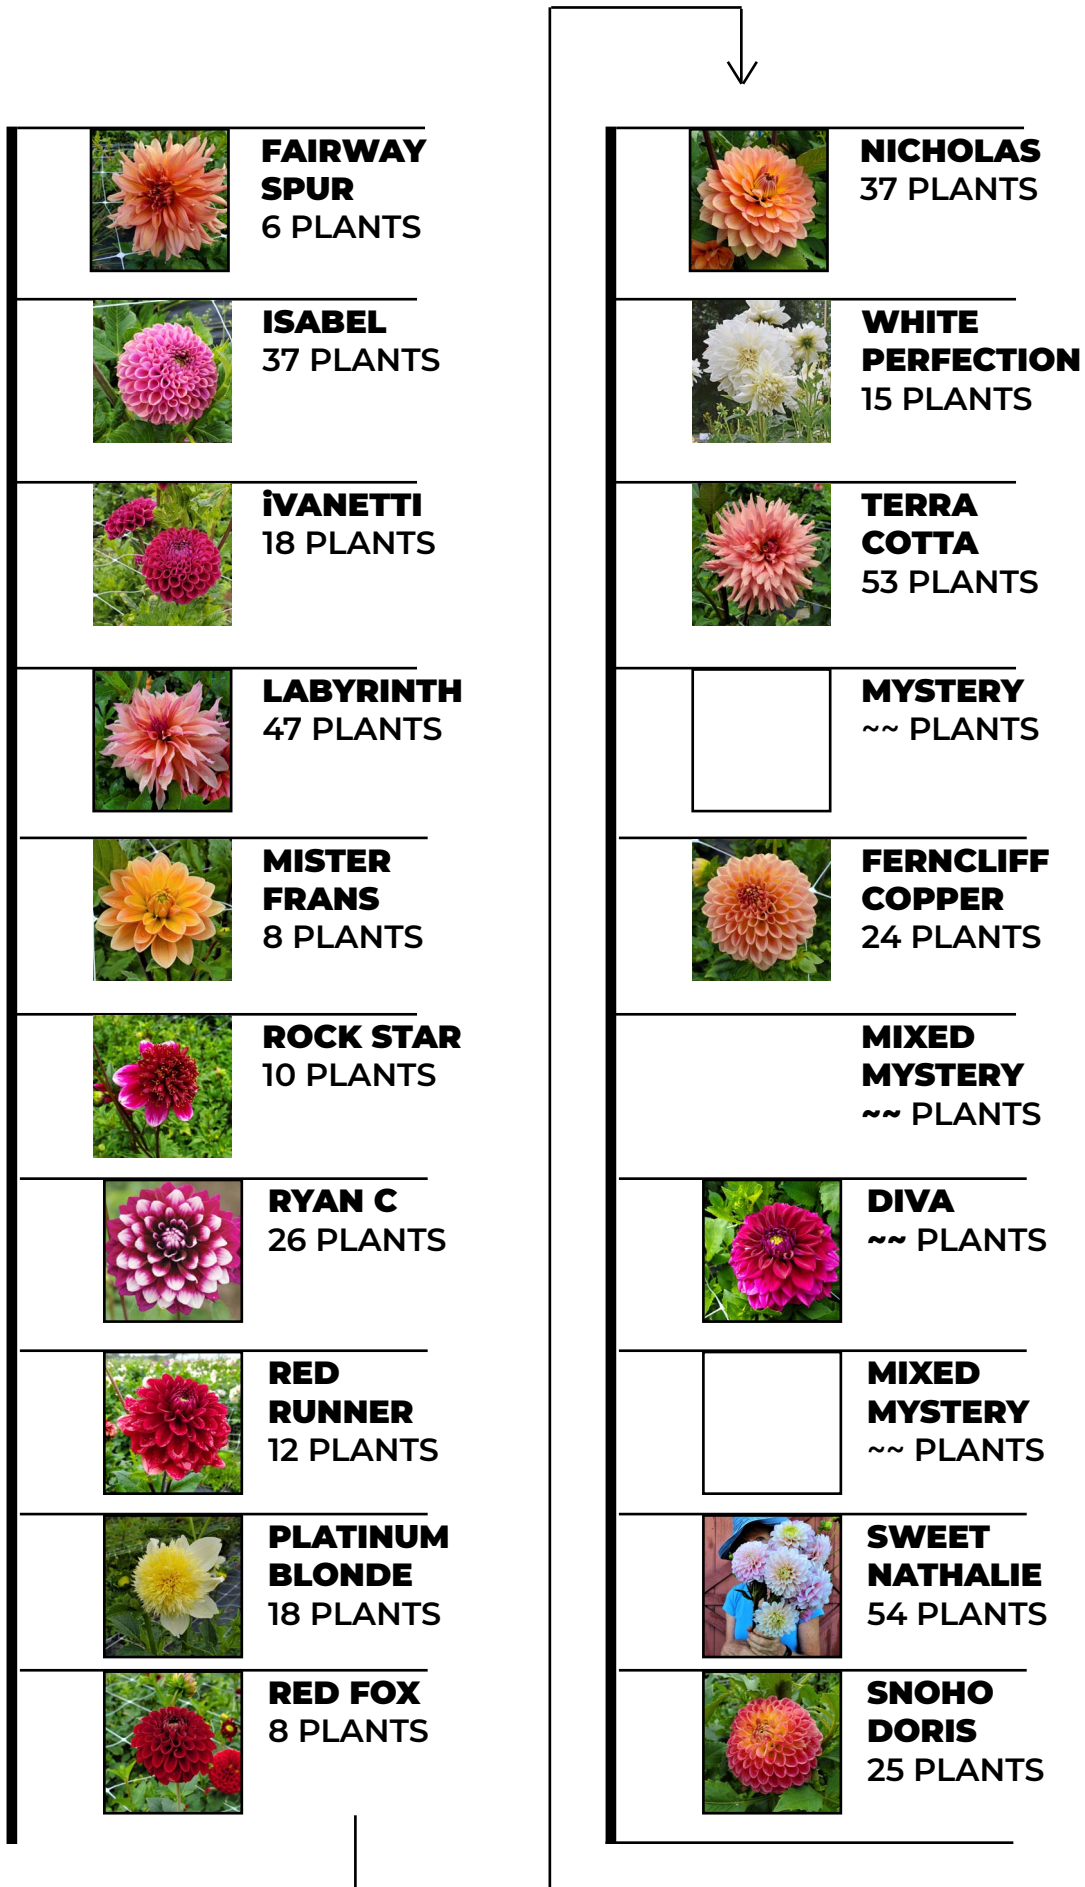 FAIRWAY
SPUR
6 PLANTS
ISABEL
37 PLANTS
iVANETTI
18 PLANTS
LABYRINTH
47 PLANTS
MISTER
FRANS
8 PLANTS
ROCK STAR
10 PLANTS
RYAN C
26 PLANTS
RED
RUNNER
12 PLANTS
PLATINUM
BLONDE
18 PLANTS
RED FOX
8 PLANTS
NICHOLAS
37 PLANTS
WHITE
PERFECTION
15 PLANTS
TERRA
COTTA
53 PLANTS
MYSTERY
~~ PLANTS
FERNCLIFF
COPPER
24 PLANTS
MIXED
MYSTERY
~~ PLANTS
DIVA
~~ PLANTS
MIXED
MYSTERY
~~ PLANTS
SWEET
NATHALIE
54 PLANTS
SNOHO
DORIS
25 PLANTS